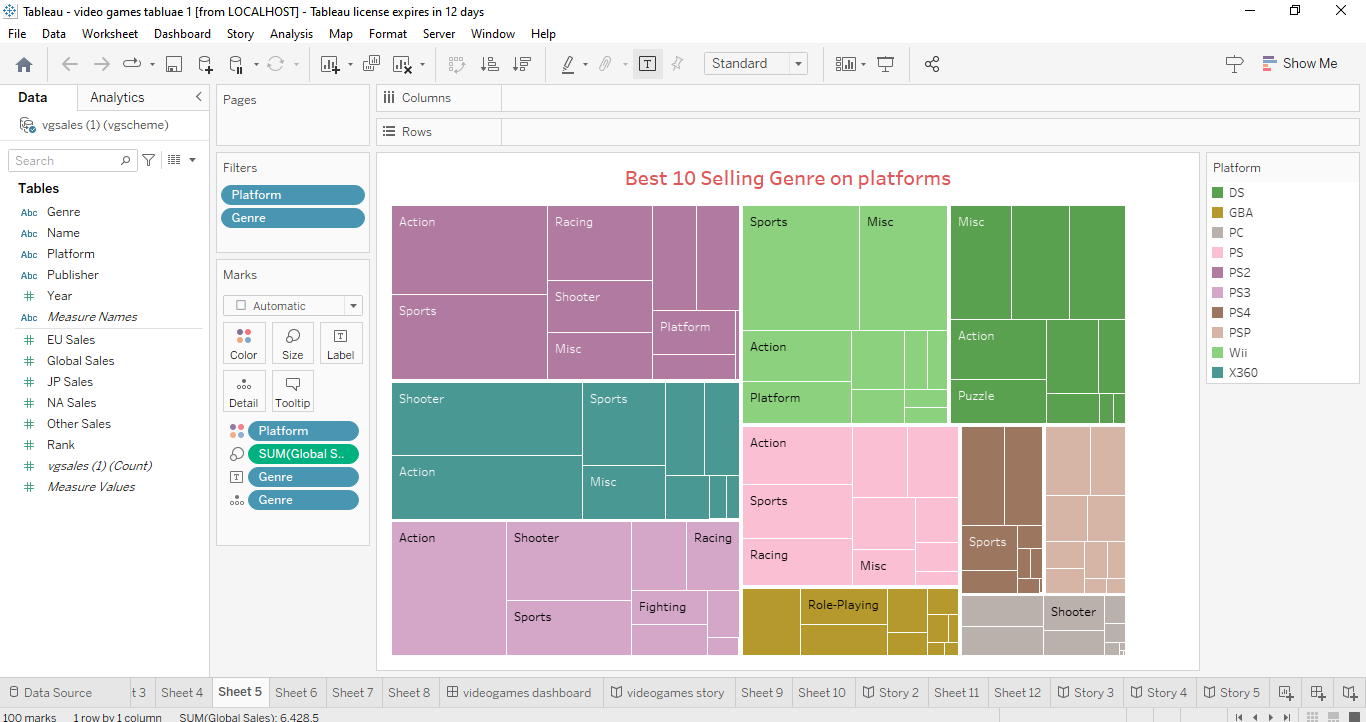 Tableau - video games tabluae 1 [from LOCALHOST] - Tableau license expires in 12 days
File Data Worksheet Dashboard Story Analysis Map Format Server Window Help
Standard
Show Me
Data Analytics
vgsales (1) (vgscheme)
Search
Tables
Abc Genre
Abc Name
Abc Platform
Abc Publisher
Year
Abc Measure Names
EU Sales
Global Sales
JP Sales
NA Sales
Other Sales
Rank
vgsales (1) (Count)
Measure Values
Pages
Filters
Platform
Genre
Marks
Automatic
Color Size Label
Detail Tooltip
Platform
SUM(Global S..
Genre
Genre
Columns
Rows
Best 10 Selling Genre on platforms
Action
Racing
Sports
Shooter
Misc
Platform
Shooter
Action
Sports
Misc
Action
Shooter
Sports
Racing
Fighting
Sports
Misc
Action
Platform
Misc
Action
Puzzle
Action
Sports
Racing
Misc
Role-Playing
Sports
Shooter
Platform
DS
GBA
PC
PS
PS2
PS3
PS4
PSP
Wii
X360
Data Source t 3 Sheet 4 Sheet 5 Sheet 6 Sheet 7 Sheet 8 videogames dashboard videogames story Sheet 9 Sheet 10 Story 2 Sheet 11 Sheet 12 Story 3 Story 4 Story 5
100 marks 1 row by 1 column SUM(Global Sales): 6,428.5